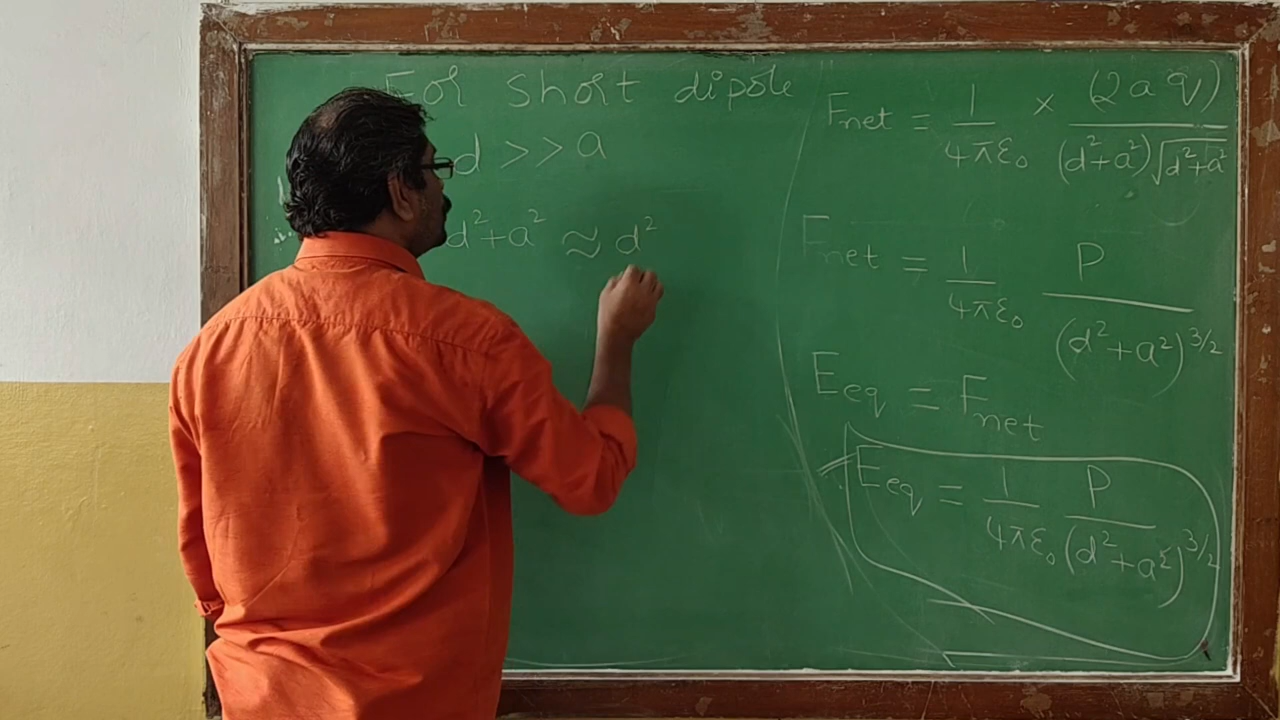 For short dipole
d >> a
d²+a² ≈ d²
Fnet = 1/4πε₀ × (2aq)/(d²+a²)√d²+a²
Fnet = 1/4πε₀ P/(d²+a²)^3/2
Eeq = Fnet
Eeq = 1/4πε₀ P/(d²+a²)^3/2